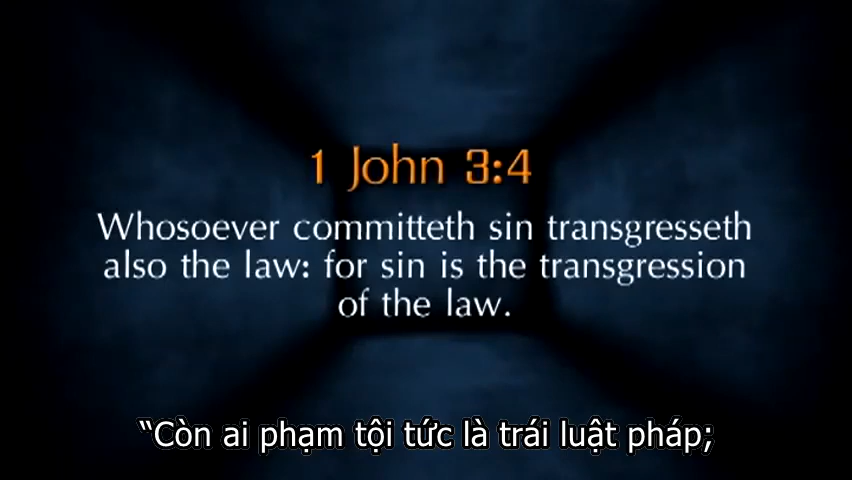 1 John 3:4
Whosoever committeth sin transgresseth
also the law: for sin is the transgression
of the law.
“Còn ai phạm tội tức là trái luật pháp;